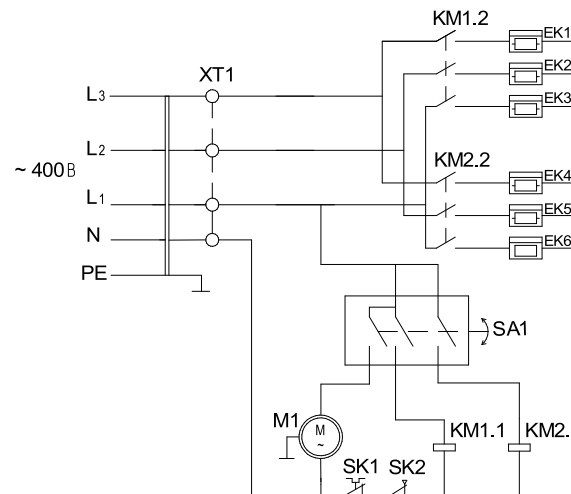 KM1.2
EK1
XT1
EK2
L3
EK3
L2
KM2.2
~ 400В
EK4
L1
EK5
N
EK6
PE
SA1
M1
M
~
KM1.1
KM2.
SK1
SK2